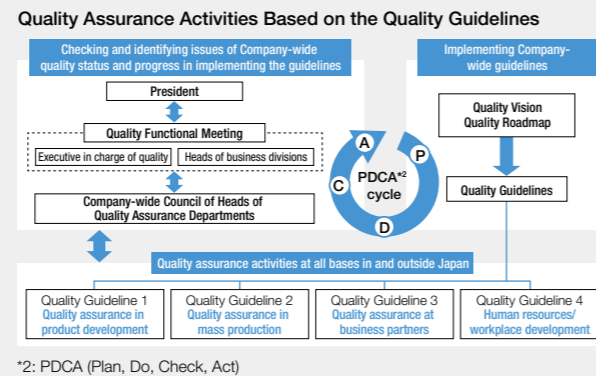 Quality Assurance Activities Based on the Quality Guidelines
Checking and identifying issues of Company-wide
quality status and progress in implementing the guidelines
Implementing Company-
wide guidelines
President
Quality Functional Meeting
Executive in charge of quality
Heads of business divisions
Company-wide Council of Heads of
Quality Assurance Departments
A
P
C
D
PDCA*2
cycle
Quality Vision
Quality Roadmap
Quality Guidelines
Quality assurance activities at all bases in and outside Japan
Quality Guideline 1
Quality assurance in
product development
Quality Guideline 2
Quality assurance in
mass production
Quality Guideline 3
Quality assurance at
business partners
Quality Guideline 4
Human resources/
workplace development
*2: PDCA (Plan, Do, Check, Act)